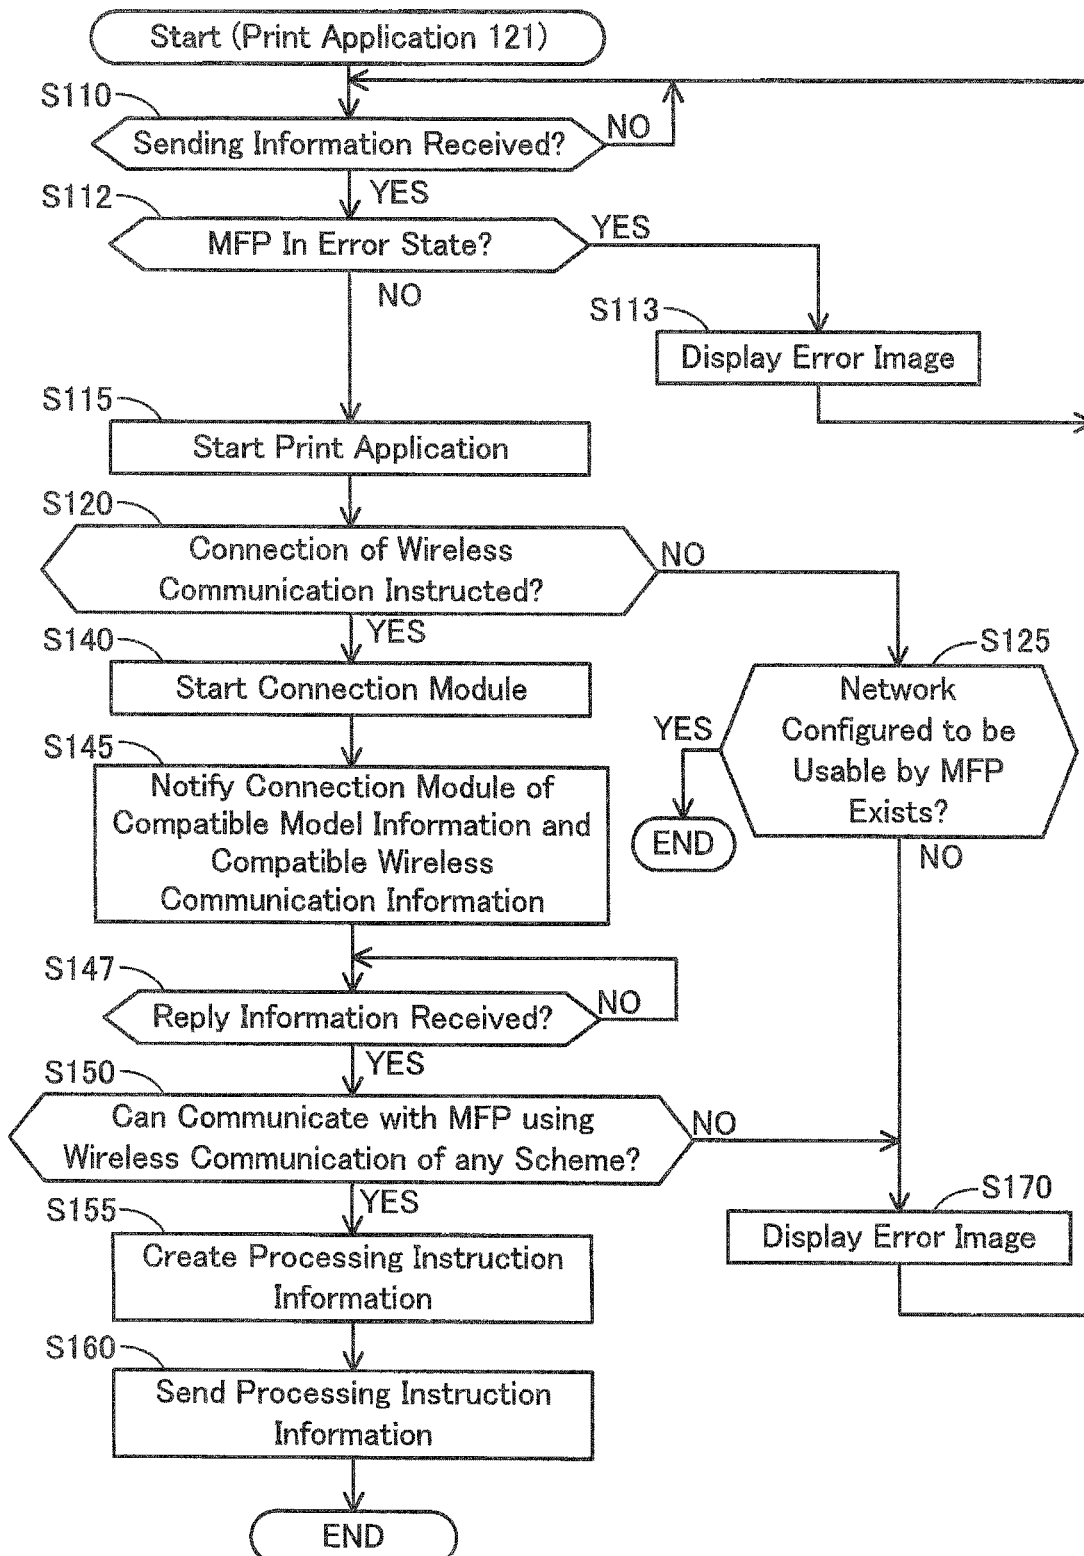 Start (Print Application 121)
S110
Sending Information Received?
NO
YES
S112
MFP In Error State?
YES
NO
S113
Display Error Image
S115
Start Print Application
S120
Connection of Wireless
Communication Instructed?
NO
YES
S140
Start Connection Module
S125
Network
Configured to be
Usable by MFP
Exists?
YES
END
NO
S145
Notify Connection Module of
Compatible Model Information and
Compatible Wireless
Communication Information
S147
Reply Information Received?
NO
YES
S150
Can Communicate with MFP using
Wireless Communication of any Scheme?
NO
YES
S170
Display Error Image
S155
Create Processing Instruction
Information
S160
Send Processing Instruction
Information
END